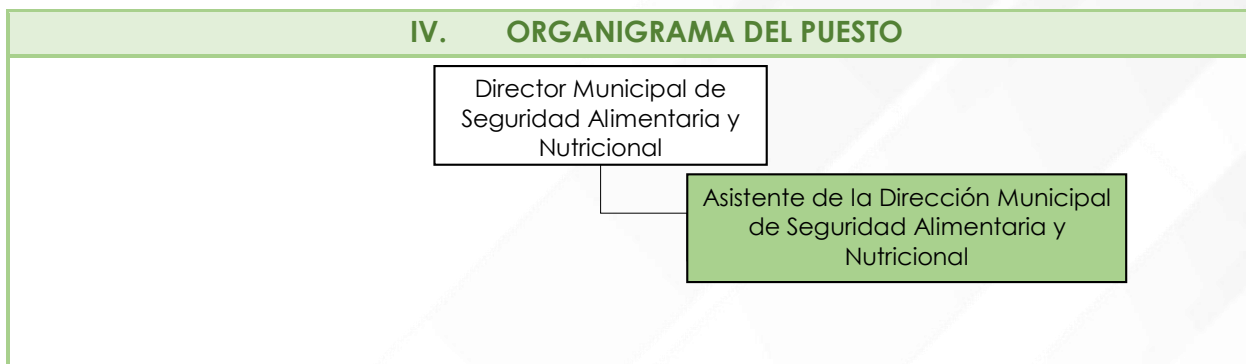 IV. ORGANIGRAMA DEL PUESTO
Director Municipal de
Seguridad Alimentaria y
Nutricional
Asistente de la Dirección Municipal
de Seguridad Alimentaria y
Nutricional